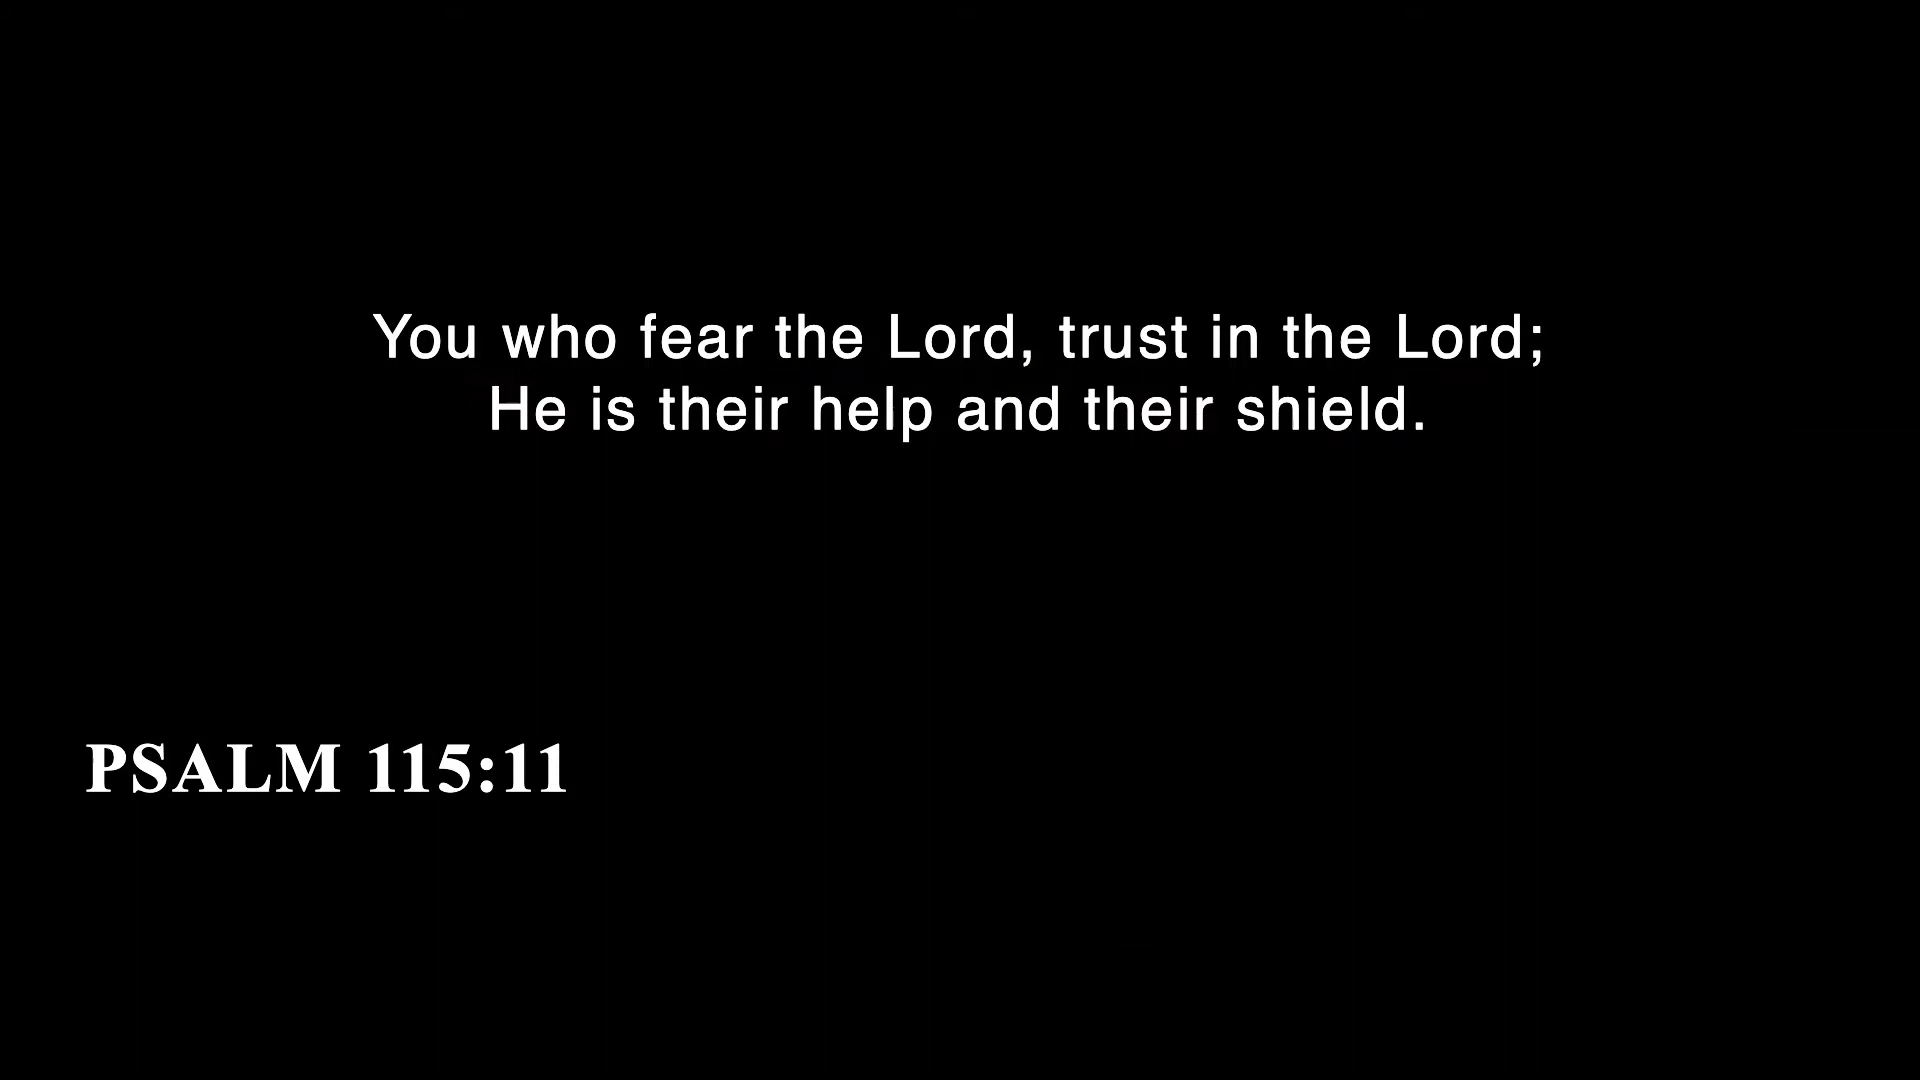 You who fear the Lord, trust in the Lord;
He is their help and their shield.
PSALM 115:11